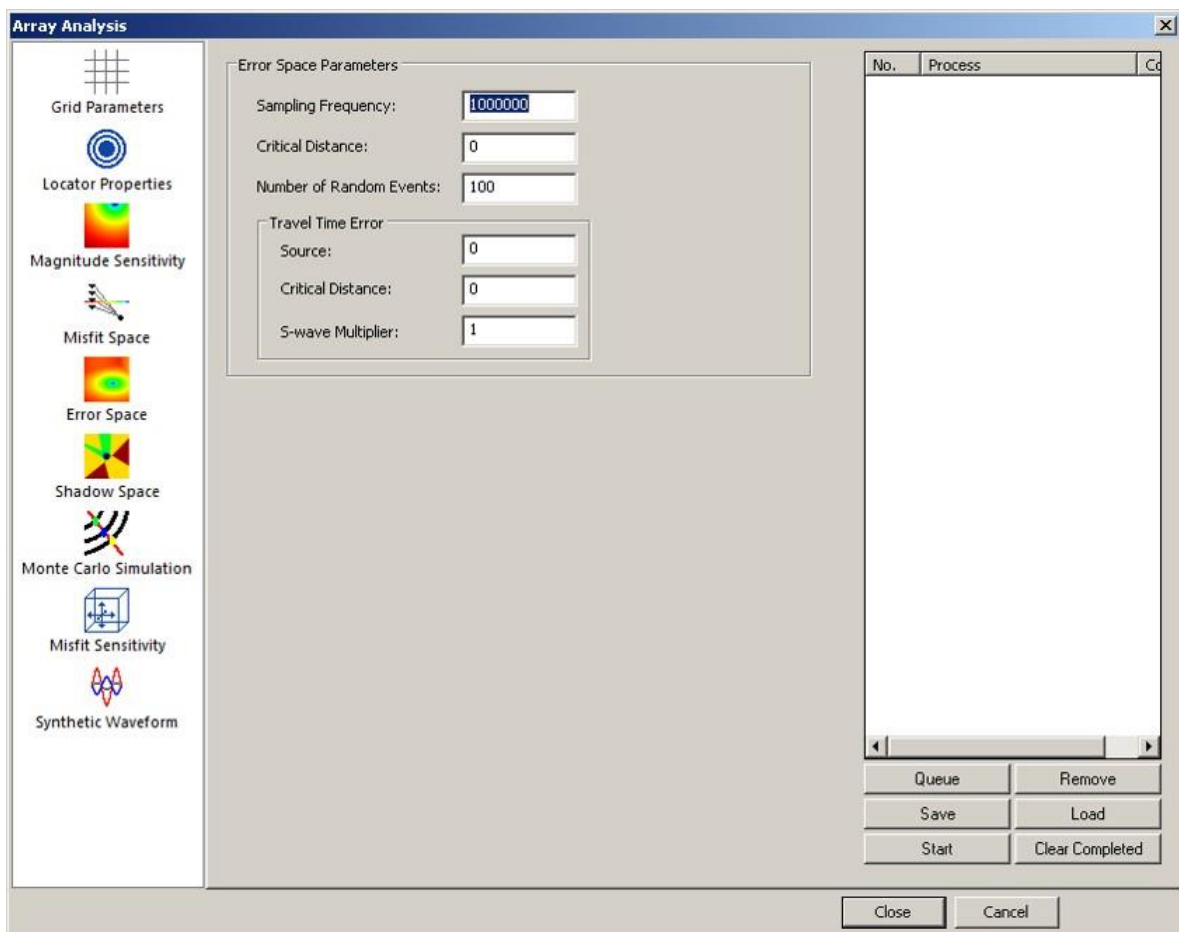 Array Analysis
Grid Parameters
Locator Properties
Magnitude Sensitivity
Misfit Space
Error Space
Shadow Space
Monte Carlo Simulation
Misfit Sensitivity
Synthetic Waveform
Error Space Parameters
Sampling Frequency: 1000000
Critical Distance: 0
Number of Random Events: 100
Travel Time Error
Source: 0
Critical Distance: 0
S-wave Multiplier: 1
No. Process Co
Queue Remove
Save Load
Start Clear Completed
Close Cancel